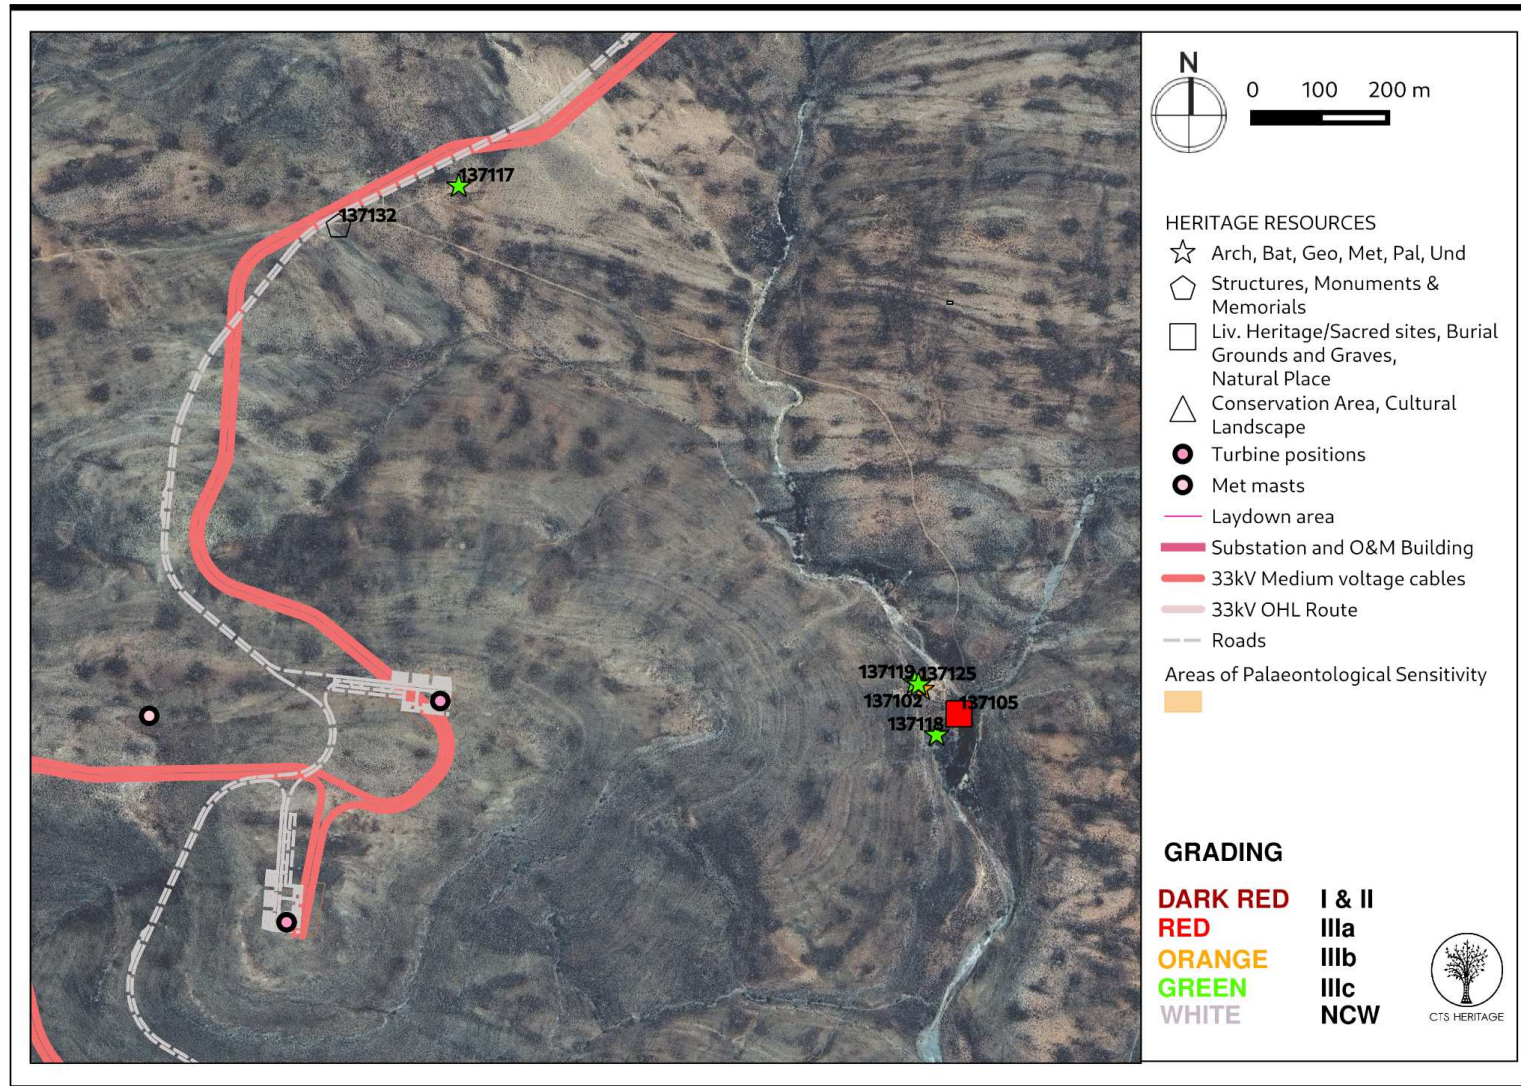 N
0 100 200 m
137117
137132
137119 137125
137102 137105
137118
HERITAGE RESOURCES
Arch, Bat, Geo, Met, Pal, Und
Structures, Monuments &
Memorials
Liv. Heritage/Sacred sites, Burial
Grounds and Graves,
Natural Place
Conservation Area, Cultural
Landscape
Turbine positions
Met masts
Laydown area
Substation and O&M Building
33kV Medium voltage cables
33kV OHL Route
Roads
Areas of Palaeontological Sensitivity
GRADING
DARK RED I & II
RED IIIa
ORANGE IIIb
GREEN IIIc
WHITE NCW
CTS HERITAGE